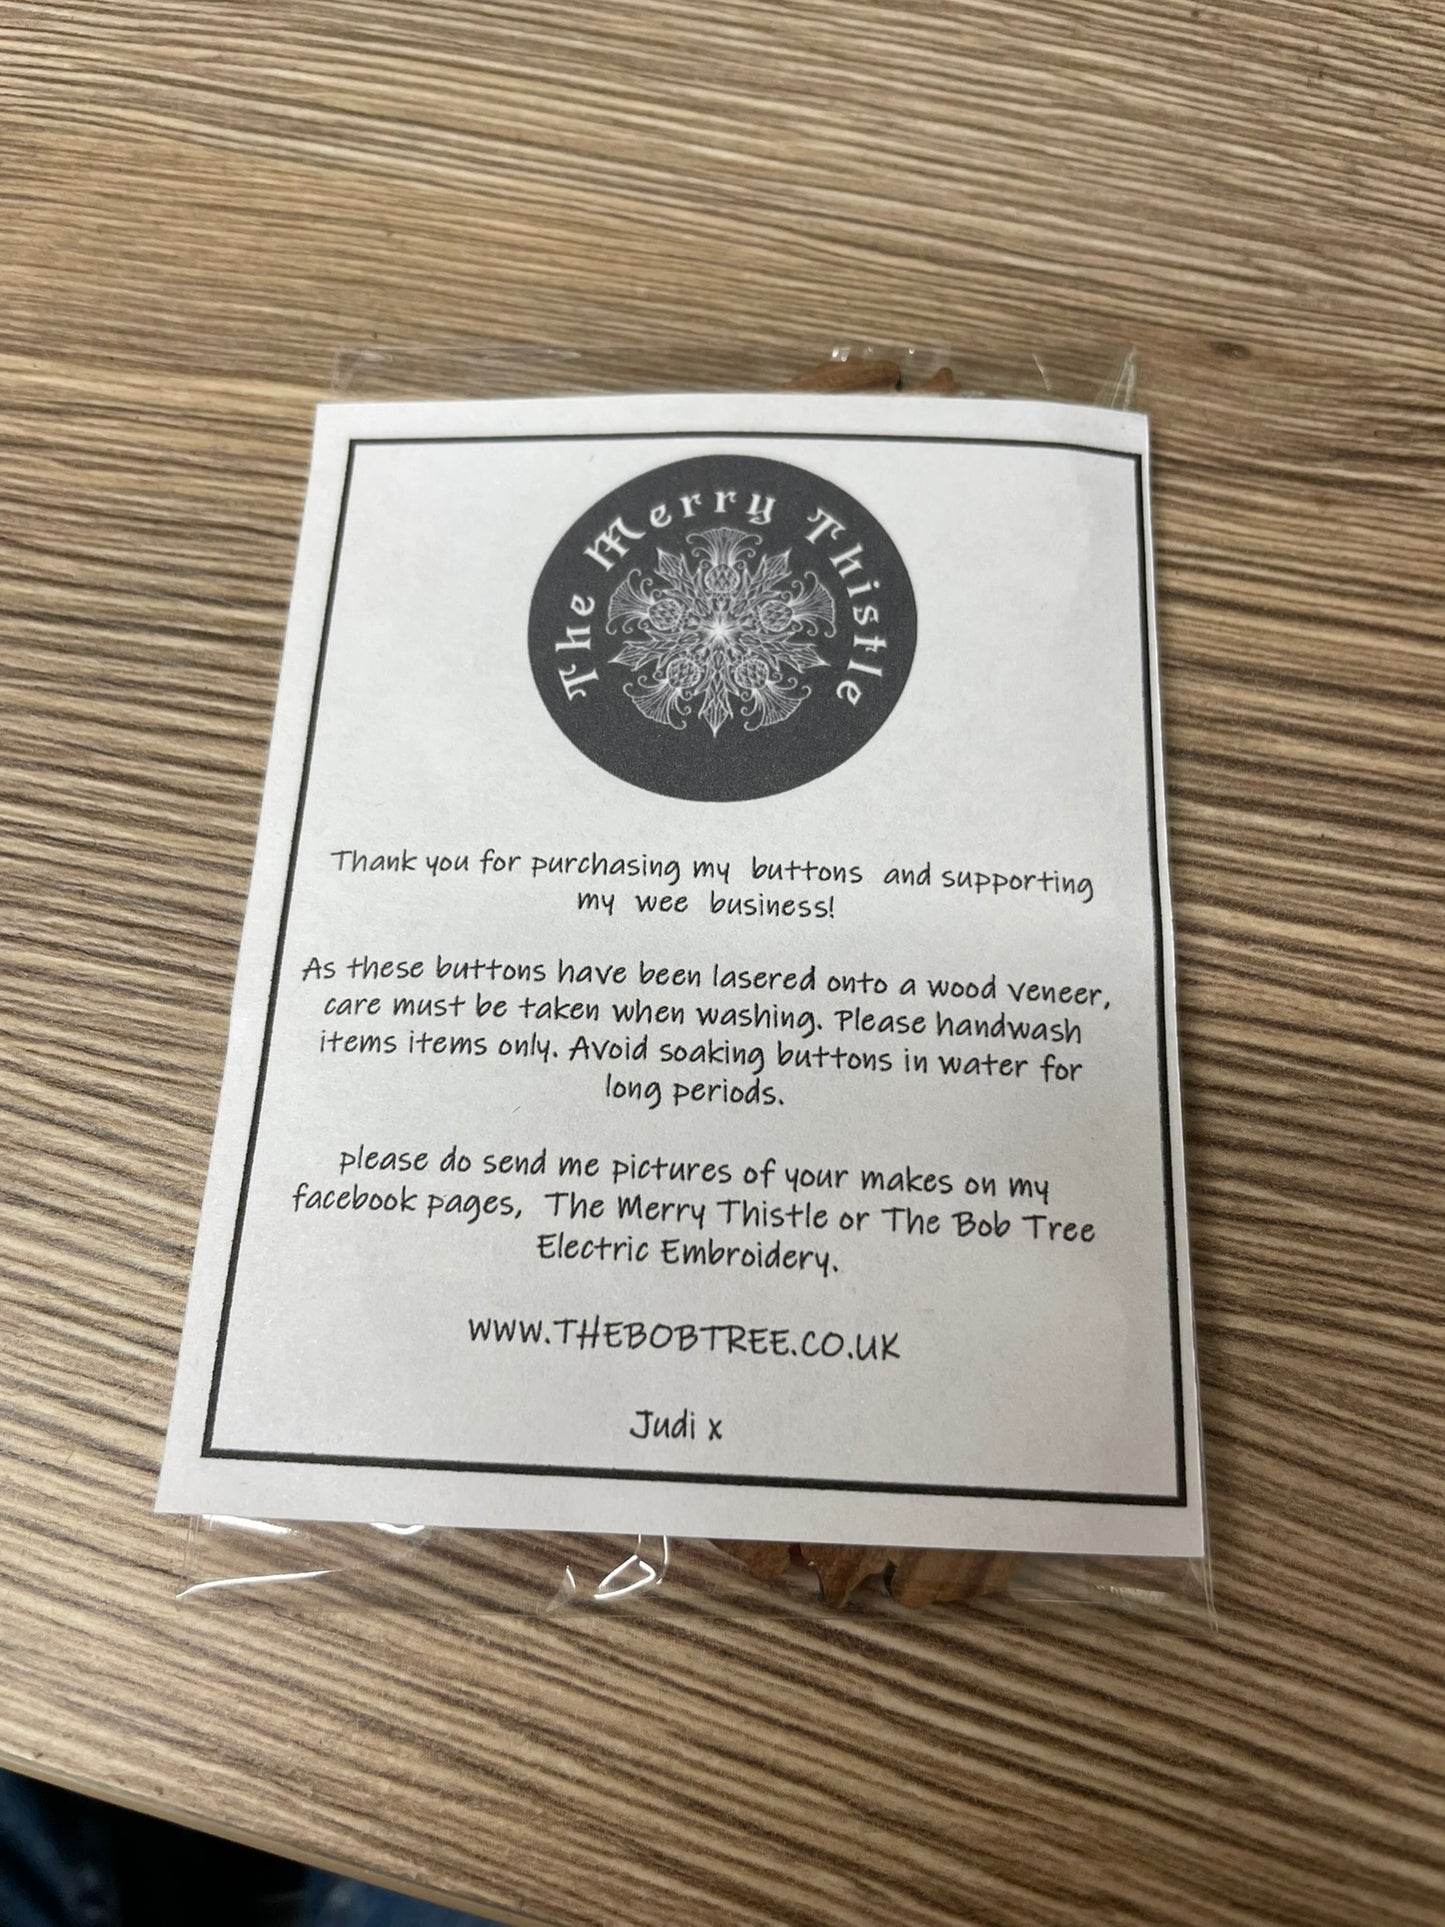 The Merry Thistle
Thank you for purchasing my buttons and supporting
my wee business!
As these buttons have been lasered onto a wood veneer,
care must be taken when washing. Please handwash
items items only. Avoid soaking buttons in water for
long periods.
please do send me pictures of your makes on my
facebook pages, The Merry Thistle or The Bob Tree
Electric Embroidery.
WWW.THEBOBTREE.CO.UK
Judi x